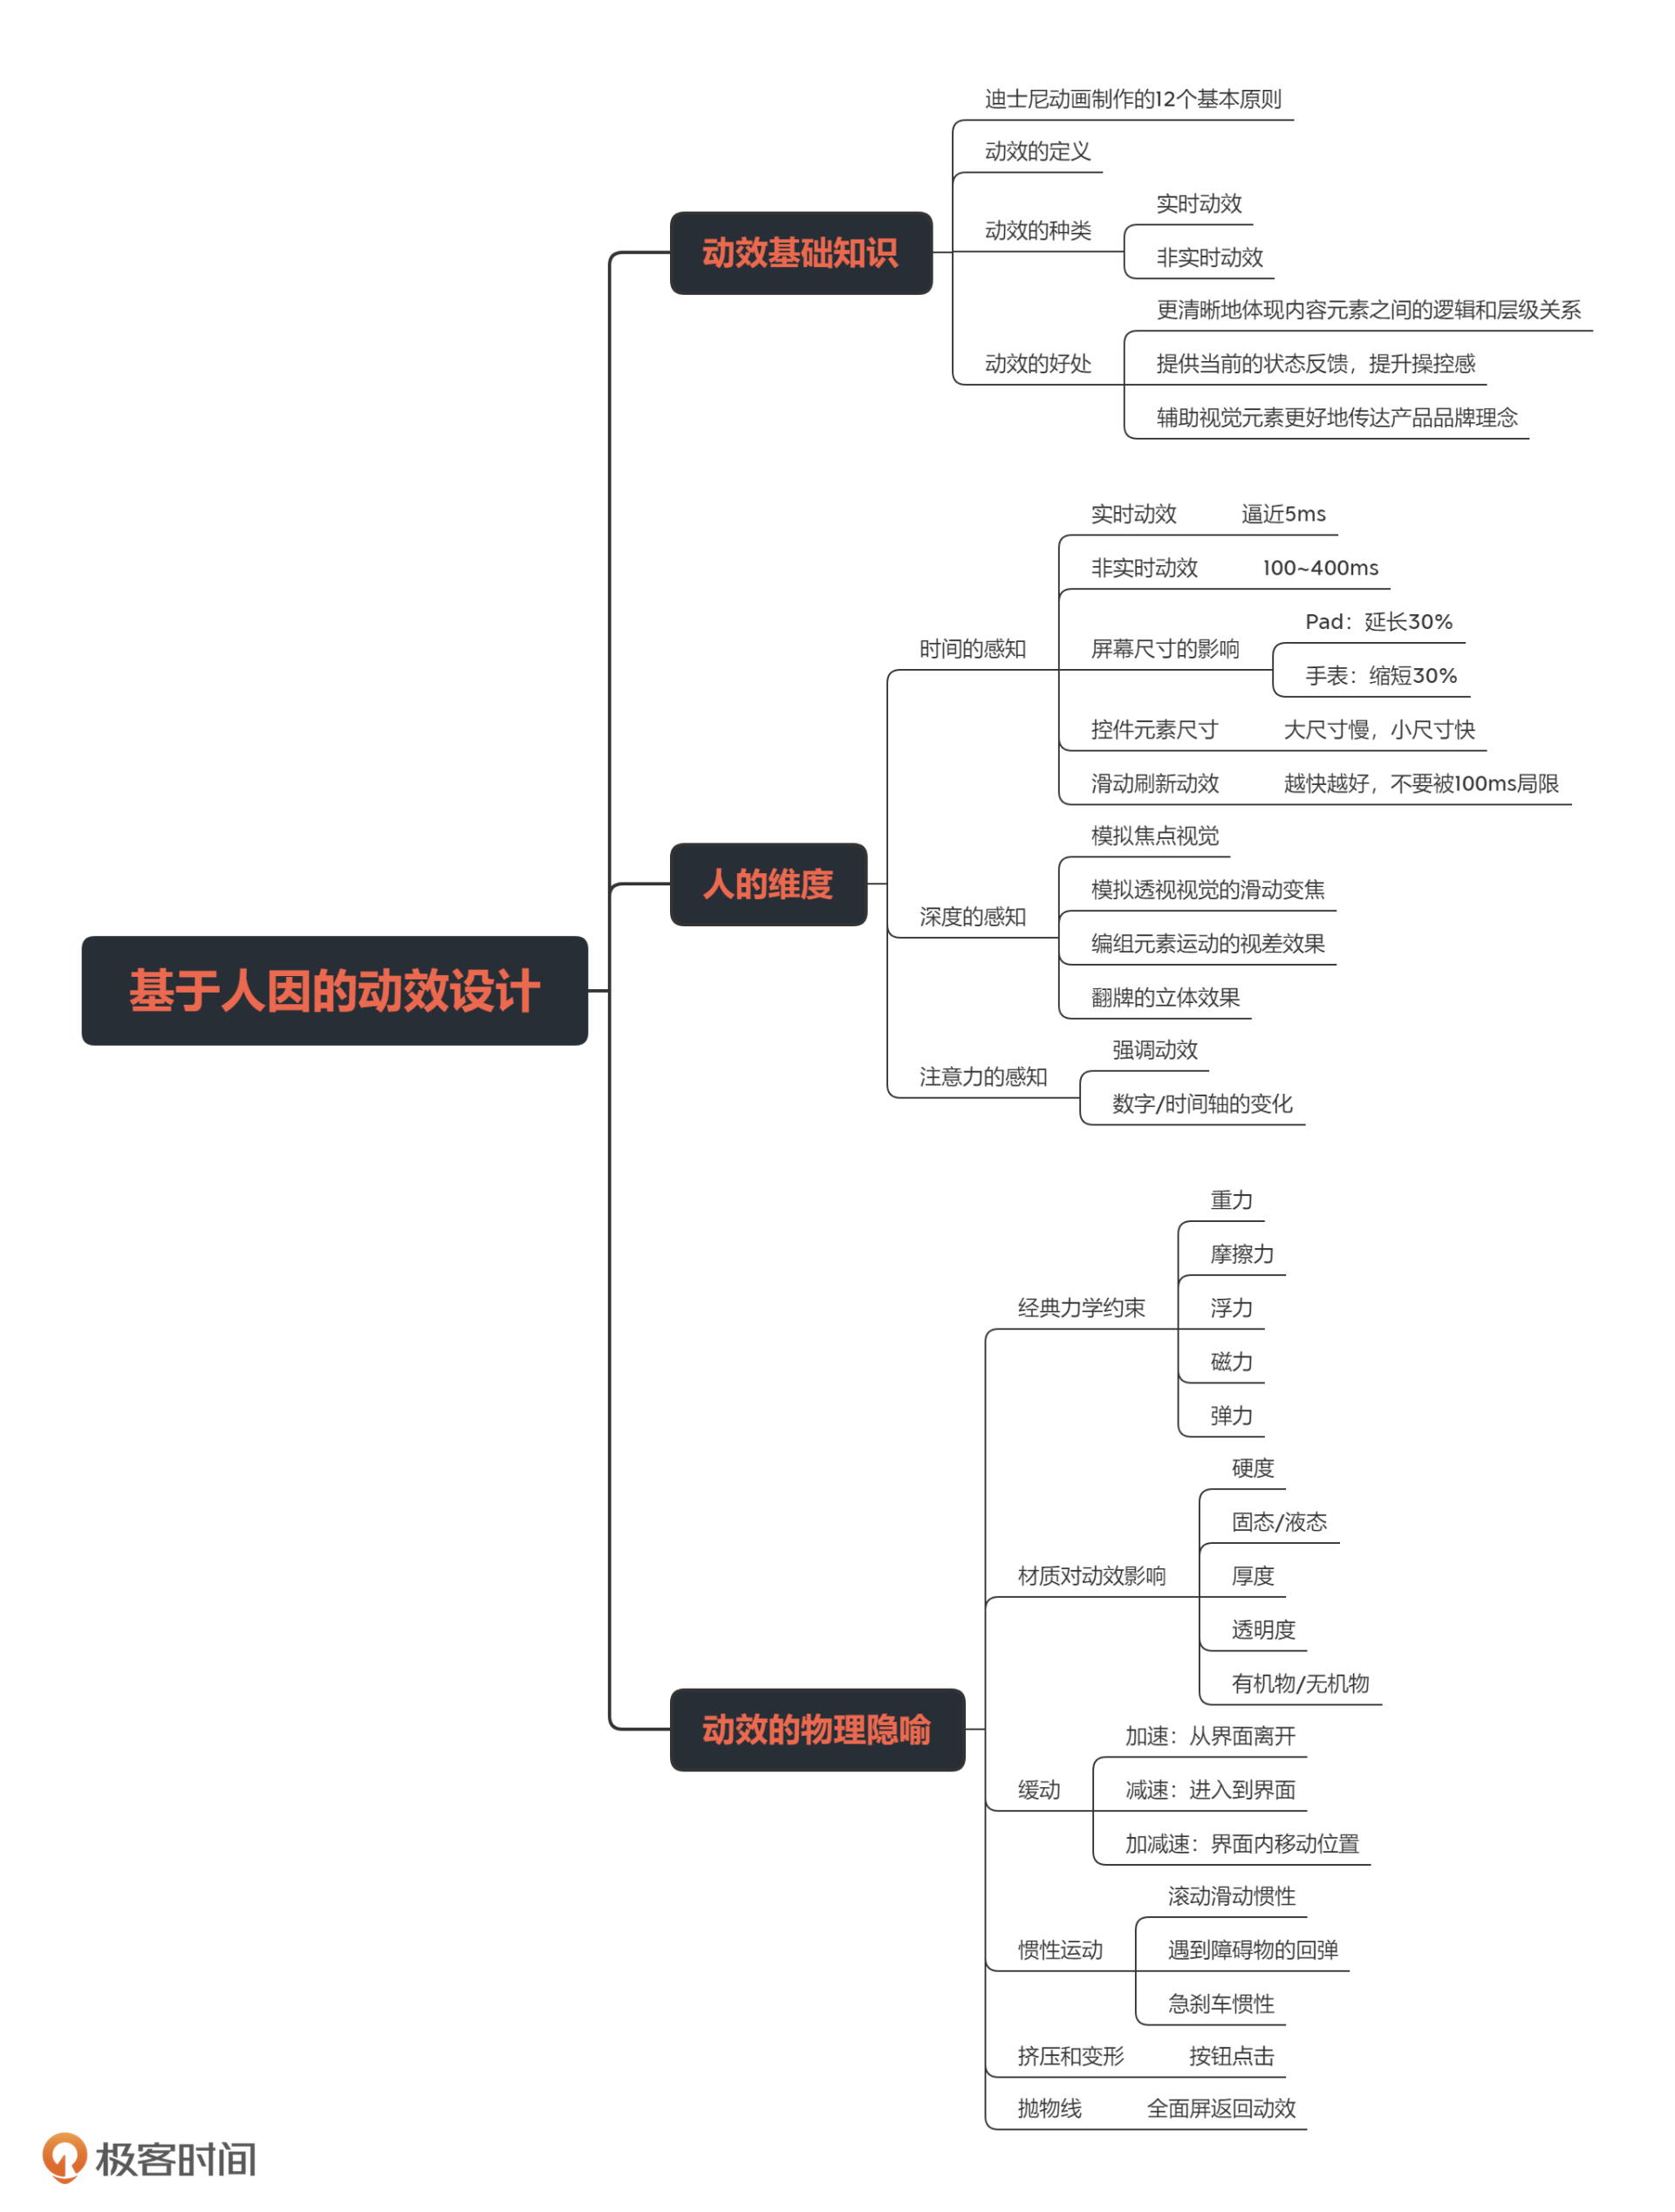 迪士尼动画制作的12个基本原则
动效的定义
实时动效
动效的种类
非实时动效
动效基础知识
更清晰地体现内容元素之间的逻辑和层级关系
动效的好处
提供当前的状态反馈，提升操控感
辅助视觉元素更好地传达产品品牌理念
实时动效 逼近5ms
非实时动效 100~400ms
Pad：延长30%
时间的感知
屏幕尺寸的影响
手表：缩短30%
控件元素尺寸 大尺寸慢，小尺寸快
滑动刷新动效 越快越好，不要被100ms局限
人的维度
模拟焦点视觉
模拟透视视觉的滑动变焦
深度的感知
编组元素运动的视差效果
翻牌的立体效果
基于人因的动效设计
强调动效
注意力的感知
数字/时间轴的变化
重力
摩擦力
经典力学约束
浮力
磁力
弹力
硬度
固态/液态
材质对动效影响
厚度
透明度
有机物/无机物
动效的物理隐喻
加速：从界面离开
缓动
减速：进入到界面
加减速：界面内移动位置
滚动滑动惯性
惯性运动
遇到障碍物的回弹
急刹车惯性
挤压和变形 按钮点击
抛物线 全面屏返回动效
极客时间